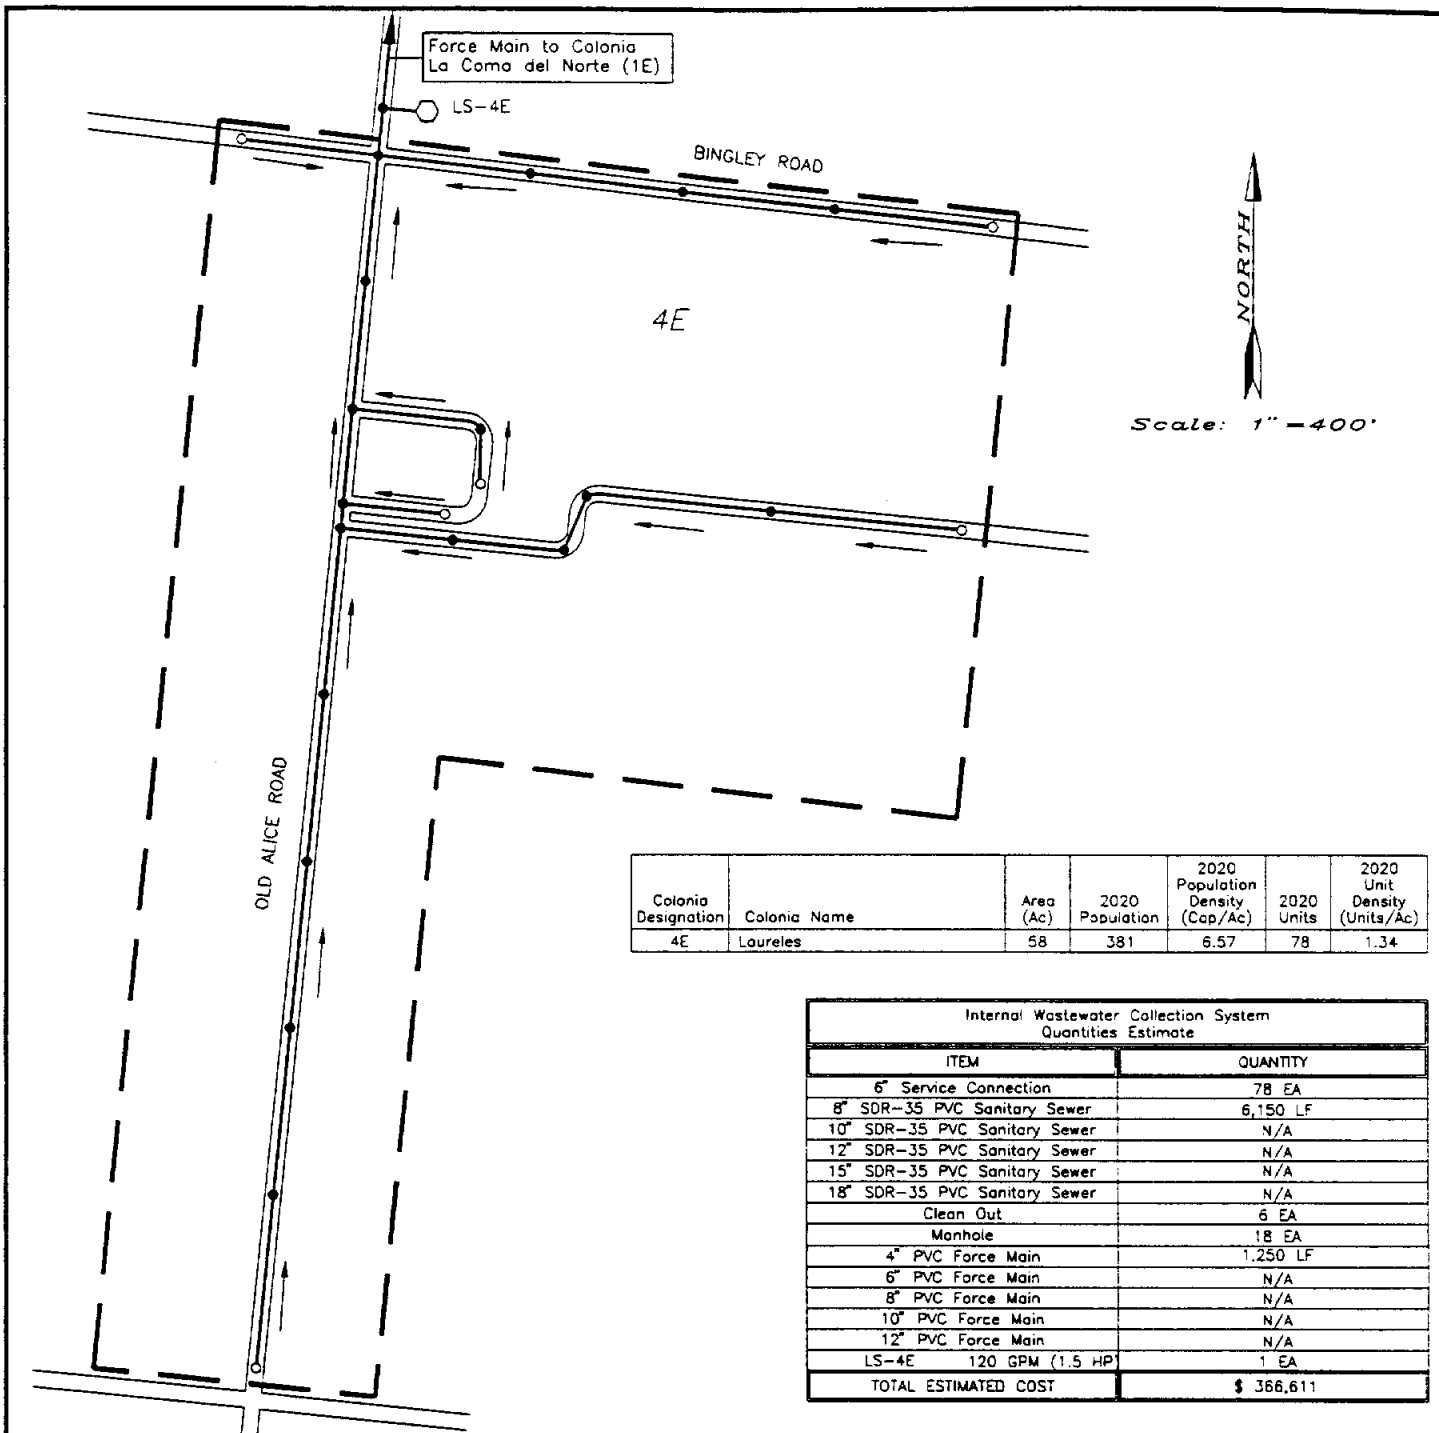 Force Main to Colonia
La Coma del Norte (1E)
LS-4E
BINGLEY ROAD
NORTH
4E
Scale: 1"=400'
OLD ALICE ROAD
Colonia Designation | Colonia Name | Area (Ac) | 2020 Population | 2020 Population Density (Cap/Ac) | 2020 Units | 2020 Unit Density (Units/Ac)
4E | Laureles | 58 | 381 | 6.57 | 78 | 1.34
Internal Wastewater Collection System
Quantities Estimate
ITEM | QUANTITY
6" Service Connection | 78 EA
8" SDR-35 PVC Sanitary Sewer | 6,150 LF
10" SDR-35 PVC Sanitary Sewer | N/A
12" SDR-35 PVC Sanitary Sewer | N/A
15" SDR-35 PVC Sanitary Sewer | N/A
18" SDR-35 PVC Sanitary Sewer | N/A
Clean Out | 6 EA
Manhole | 18 EA
4" PVC Force Main | 1,250 LF
6" PVC Force Main | N/A
8" PVC Force Main | N/A
10" PVC Force Main | N/A
12" PVC Force Main | N/A
LS-4E 120 GPM (1.5 HP) | 1 EA
TOTAL ESTIMATED COST | $ 366,611